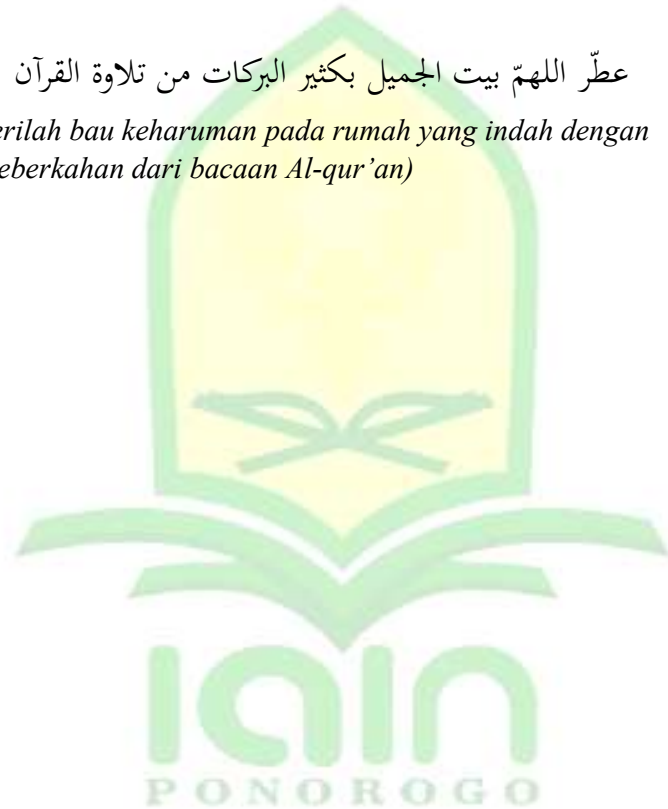 عطّر اللهمّ بيت الجميل بكثير البركات من تلاوة القرآن
erilah bau keharuman pada rumah yang indah dengan
eberkahan dari bacaan Al-qur’an)
iain
PONOROGO